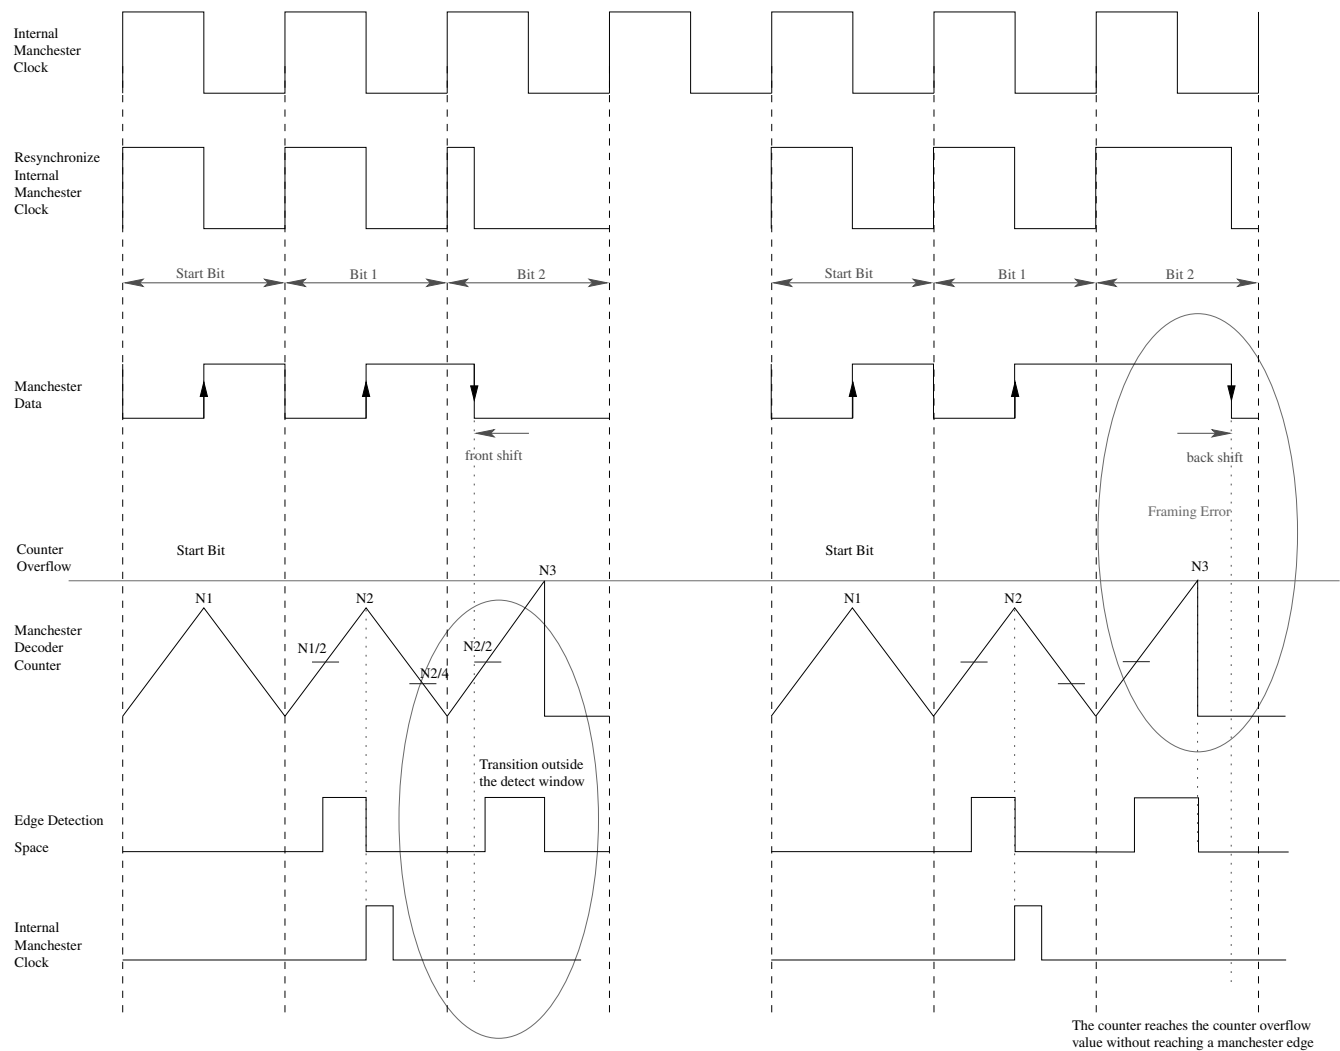 Internal
Manchester
Clock
Resynchronize
Internal
Manchester
Clock
Start Bit
Bit 1
Bit 2
Start Bit
Bit 1
Bit 2
Manchester
Data
front shift
back shift
Framing Error
Counter
Overflow
Start Bit
Start Bit
N3
N3
N1
N2
N1
N2
Manchester
Decoder
Counter
N1/2
N2/2
N2/4
Transition outside
the detect window
Edge Detection
Space
Internal
Manchester
Clock
The counter reaches the counter overflow
value without reaching a manchester edge